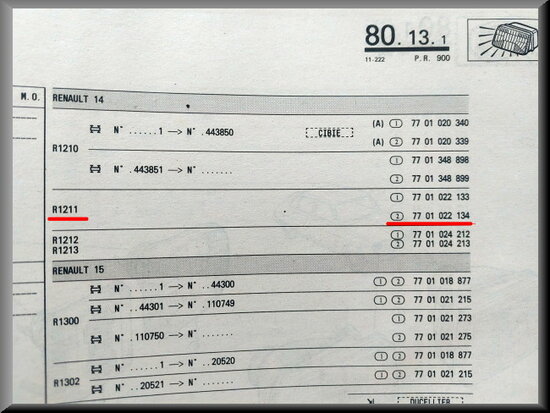 80. 13. 1
11-222 P.R. 900
M.O. RENAULT 14
N° ......1 —> N° .443850 CIBIE (A) 1 77 01 020 340
(A) 2 77 01 020 339
R1210
N° .443851 —> N° ....... 1 77 01 348 898
2 77 01 348 899
1 77 01 022 133
R1211
2 77 01 022 134
R1212 1 77 01 024 212
R1213 2 77 01 024 213
RENAULT 15
N° ......1 —> N° ..44300 1 2 77 01 018 877
N° ..44301 —> N° .110749 1 2 77 01 021 215
R1300 1 77 01 021 273
N° .110750 —> N° .......
2 77 01 021 275
N° ......1 —> N° ..20520 1 2 77 01 018 877
R1302
N° ..20521 —> N° ....... 1 2 77 01 021 215
DUCELLIER